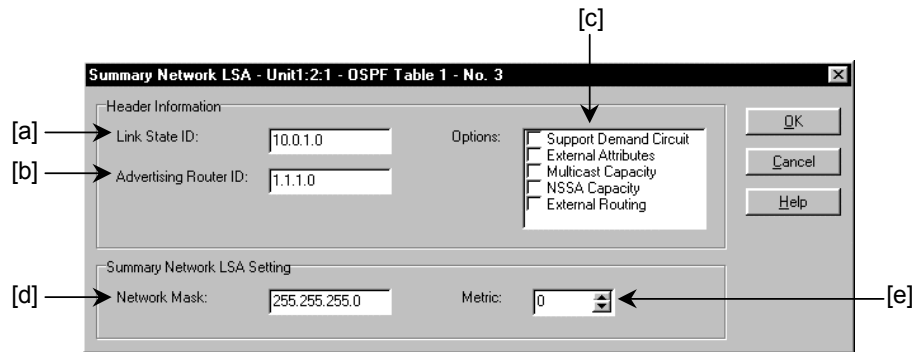 [c]
Summary Network LSA - Unit1:2:1 - OSPF Table 1 - No. 3
Header Information
[a] Link State ID: 10.0.1.0 Options:
Support Demand Circuit
External Attributes
Multicast Capacity
NSSA Capacity
External Routing
[b] Advertising Router ID: 1.1.1.0
OK
Cancel
Help
Summary Network LSA Setting
[d] Network Mask: 255.255.255.0 Metric: 0 [e]